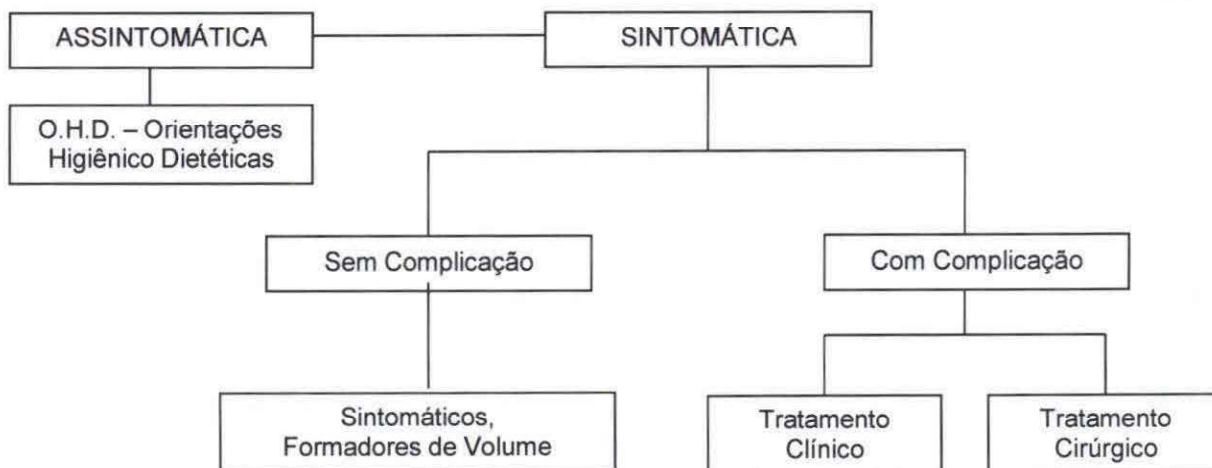 ASSINTOMÁTICA
SINTOMÁTICA
O.H.D. – Orientações
Higiênico Dietéticas
Sem Complicação
Com Complicação
Sintomáticos,
Formadores de Volume
Tratamento
Clínico
Tratamento
Cirúrgico